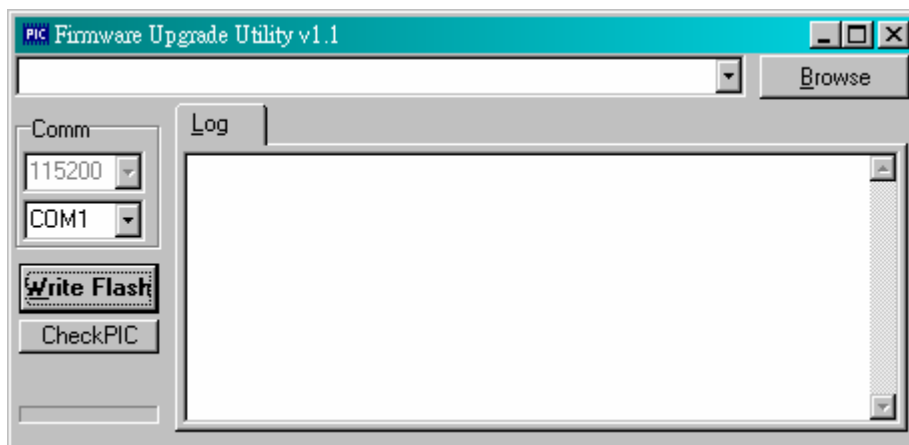 PIC Firmware Upgrade Utility v1.1
Browse
Comm
Log
115200
COM1
Write Flash
CheckPIC